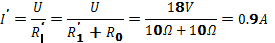 I' = U / R'ᵢ = U / (R'₁ + R₀) = 18V / (10Ω + 10Ω) = 0.9A